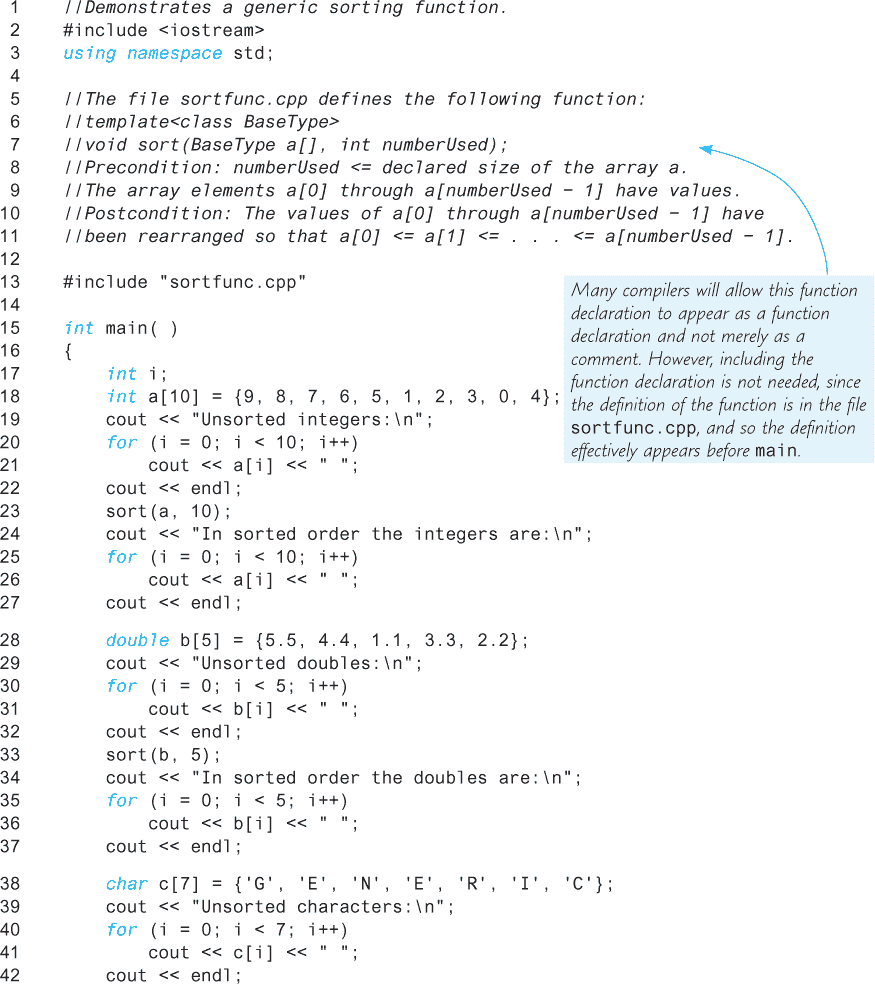 1 //Demonstrates a generic sorting function.
2 #include <iostream>
3 using namespace std;
4
5 //The file sortfunc.cpp defines the following function:
6 //template<class BaseType>
7 //void sort(BaseType a[], int numberUsed);
8 //Precondition: numberUsed <= declared size of the array a.
9 //The array elements a[0] through a[numberUsed − 1] have values.
10 //Postcondition: The values of a[0] through a[numberUsed − 1] have
11 //been rearranged so that a[0] <= a[1] <= . . . <= a[numberUsed − 1].
12
13 #include "sortfunc.cpp"
14
15 int main( )
16 {
17 int i;
18 int a[10] = {9, 8, 7, 6, 5, 1, 2, 3, 0, 4};
19 cout << "Unsorted integers:\n";
20 for (i = 0; i < 10; i++)
21 cout << a[i] << " ";
22 cout << endl;
23 sort(a, 10);
24 cout << "In sorted order the integers are:\n";
25 for (i = 0; i < 10; i++)
26 cout << a[i] << " ";
27 cout << endl;
28 double b[5] = {5.5, 4.4, 1.1, 3.3, 2.2};
29 cout << "Unsorted doubles:\n";
30 for (i = 0; i < 5; i++)
31 cout << b[i] << " ";
32 cout << endl;
33 sort(b, 5);
34 cout << "In sorted order the doubles are:\n";
35 for (i = 0; i < 5; i++)
36 cout << b[i] << " ";
37 cout << endl;
38 char c[7] = {'G', 'E', 'N', 'E', 'R', 'I', 'C'};
39 cout << "Unsorted characters:\n";
40 for (i = 0; i < 7; i++)
41 cout << c[i] << " ";
42 cout << endl;
Many compilers will allow this function
declaration to appear as a function
declaration and not merely as a
comment. However, including the
function declaration is not needed, since
the definition of the function is in the file
sortfunc.cpp, and so the definition
effectively appears before main.